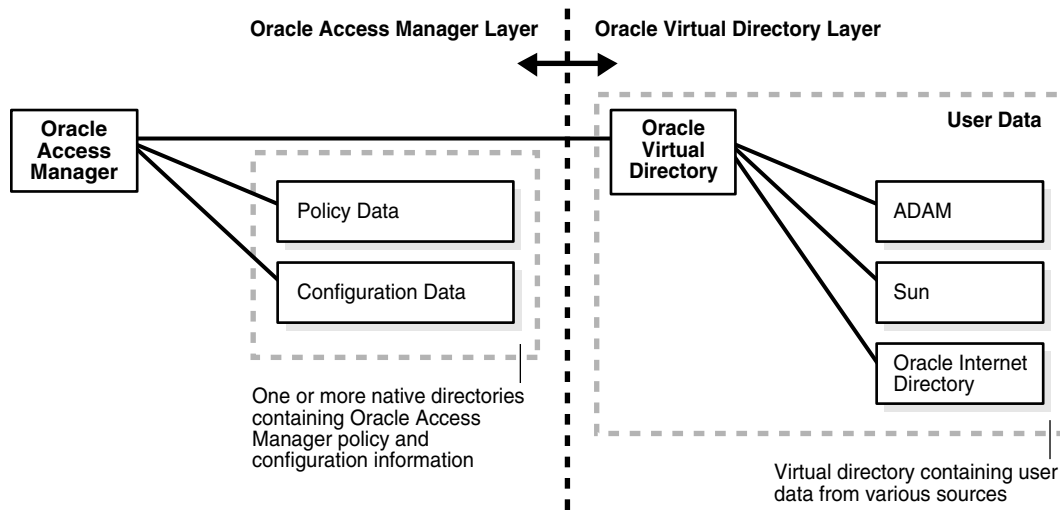 Oracle Access Manager Layer
Oracle Virtual Directory Layer
Oracle
Access
Manager
Oracle
Virtual
Directory
User Data
Policy Data
Configuration Data
ADAM
Sun
Oracle Internet
Directory
One or more native directories
containing Oracle Access
Manager policy and
configuration information
Virtual directory containing user
data from various sources